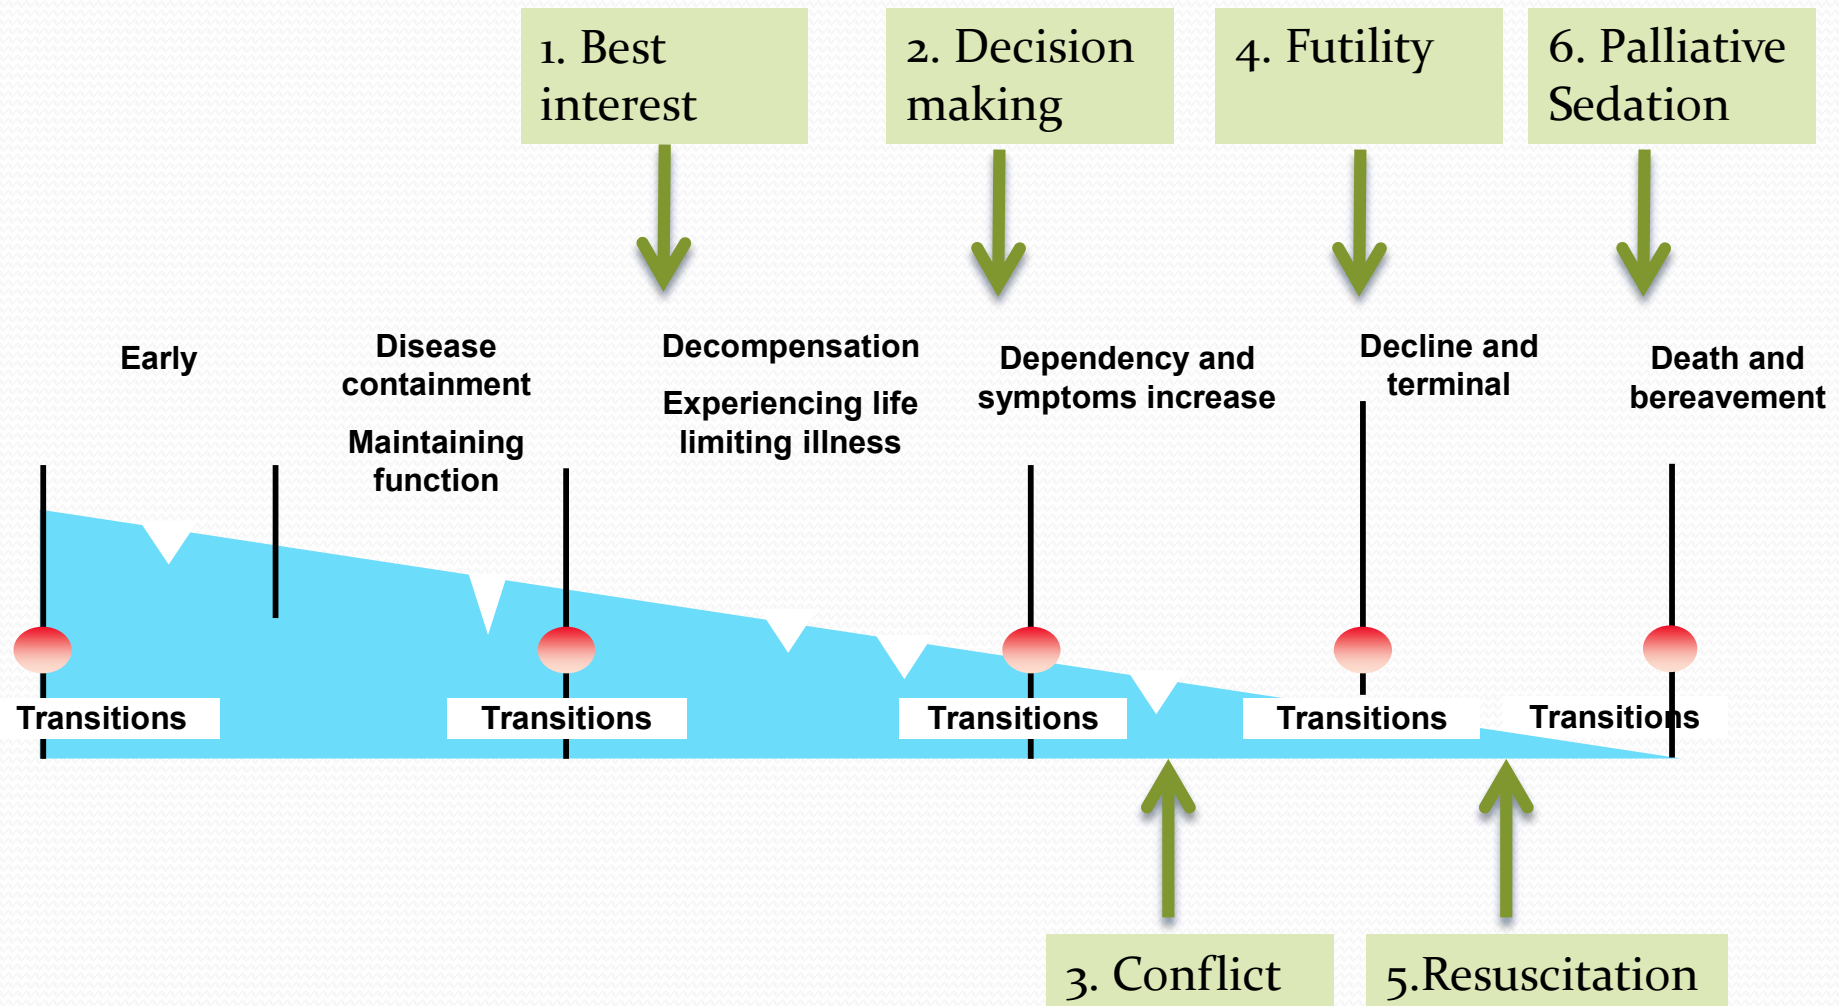 1. Best
interest
2. Decision
making
4. Futility
6. Palliative
Sedation
Early
Disease
containment
Maintaining
function
Decompensation
Experiencing life
limiting illness
Dependency and
symptoms increase
Decline and
terminal
Death and
bereavement
Transitions
Transitions
Transitions
Transitions
Transitions
3. Conflict
5.Resuscitation